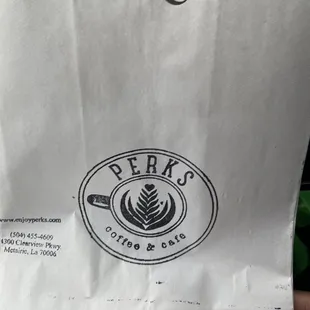 PERKS
coffee & cafe
www.enjoyperks.com
(504) 455-4609
4300 Clearview Pkwy
Metairie, La 70006